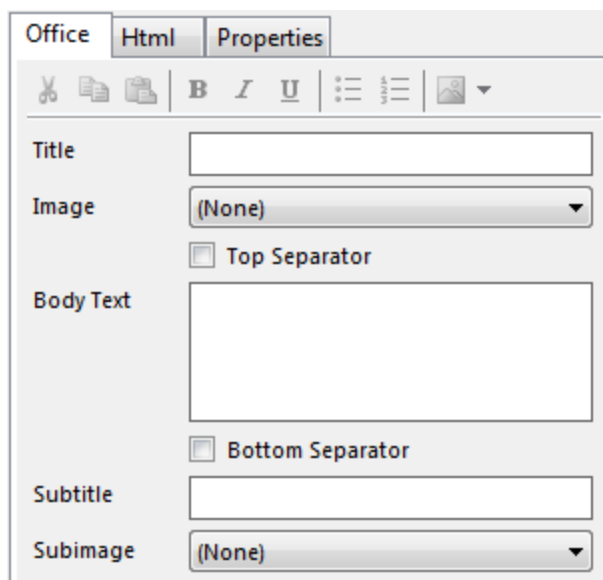 Office Html Properties
B I U
Title
Image (None)
Top Separator
Body Text
Bottom Separator
Subtitle
Subimage (None)